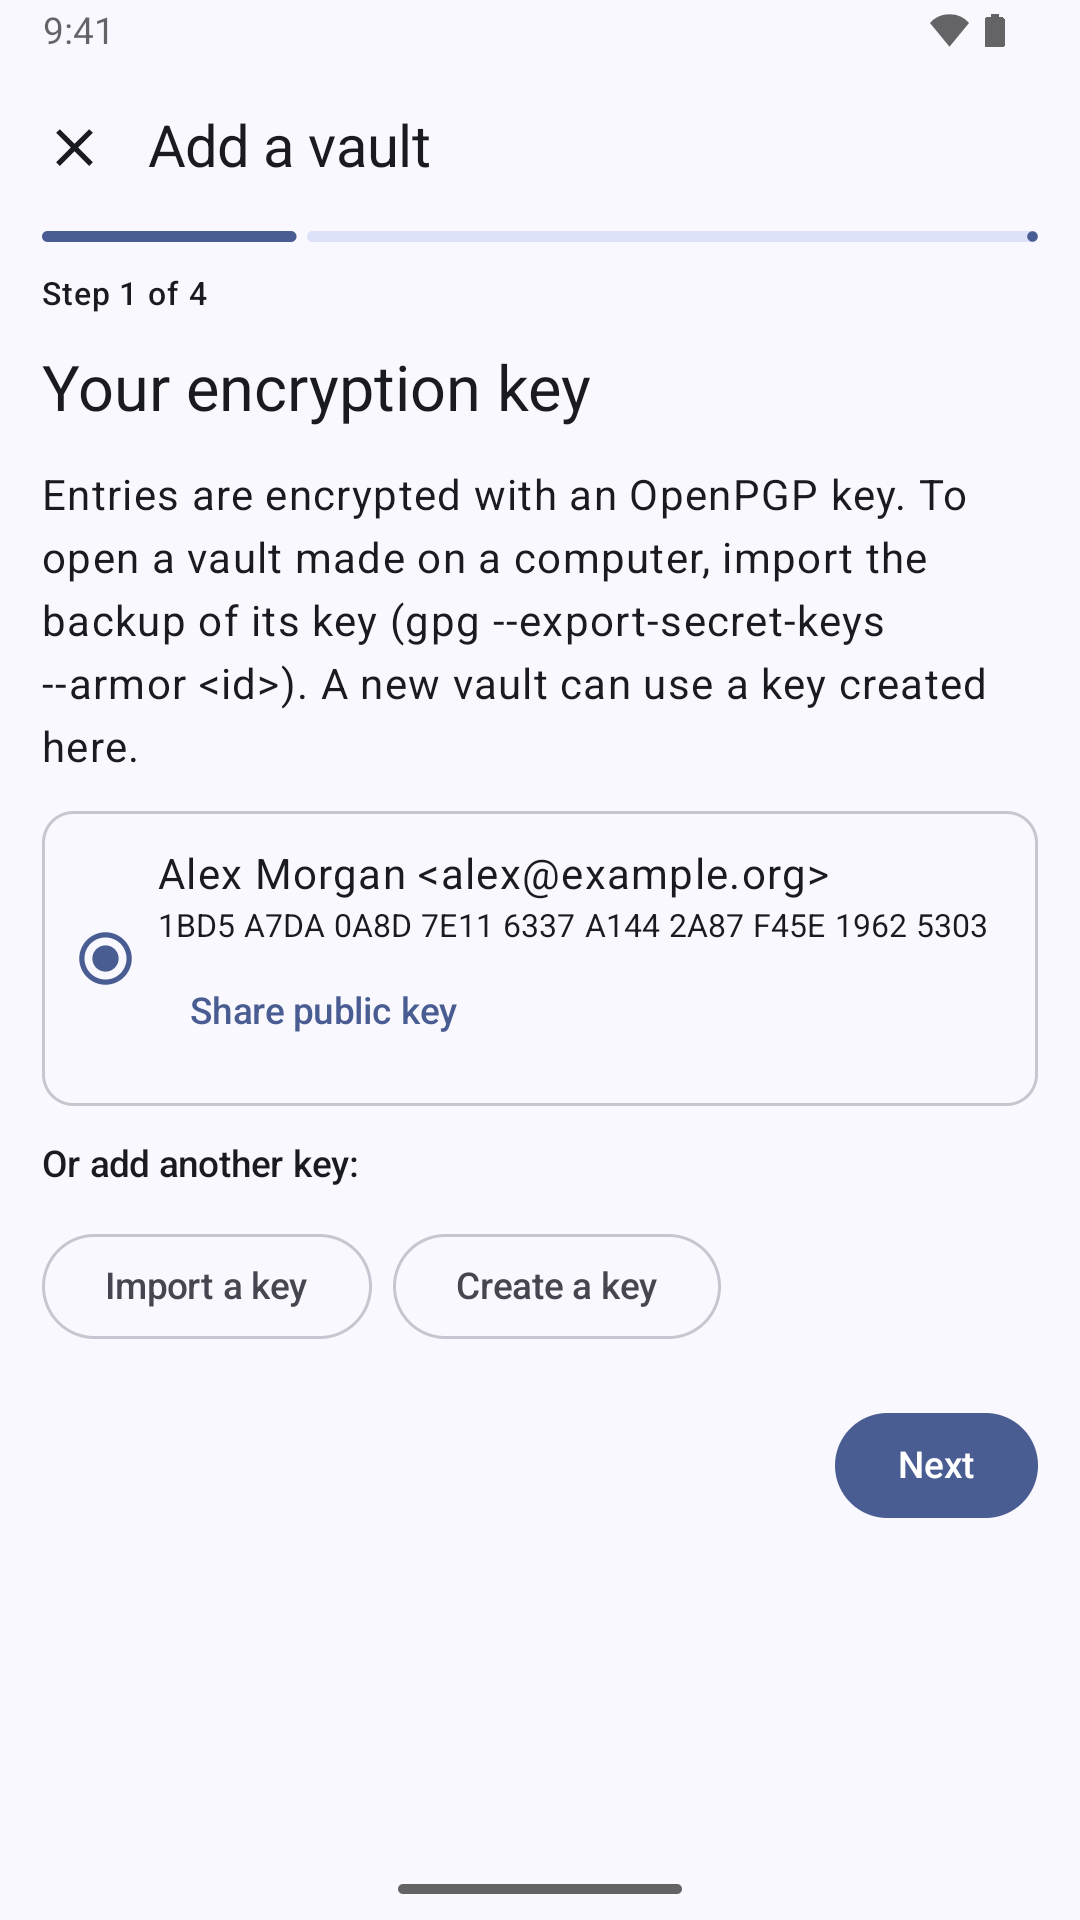 9:41
Add a vault
Step 1 of 4
Your encryption key
Entries are encrypted with an OpenPGP key. To
open a vault made on a computer, import the
backup of its key (gpg --export-secret-keys
--armor <id>). A new vault can use a key created
here.
Alex Morgan <alex@example.org>
1BD5 A7DA 0A8D 7E11 6337 A144 2A87 F45E 1962 5303
Share public key
Or add another key:
Import a key
Create a key
Next